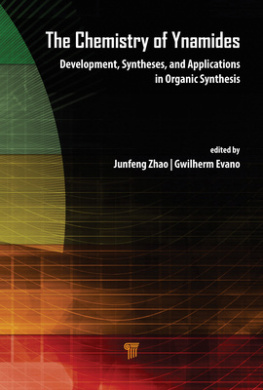 The Chemistry of Ynamides
Development, Syntheses, and Applications
in Organic Synthesis
edited by
Junfeng Zhao | Gwilherm Evano